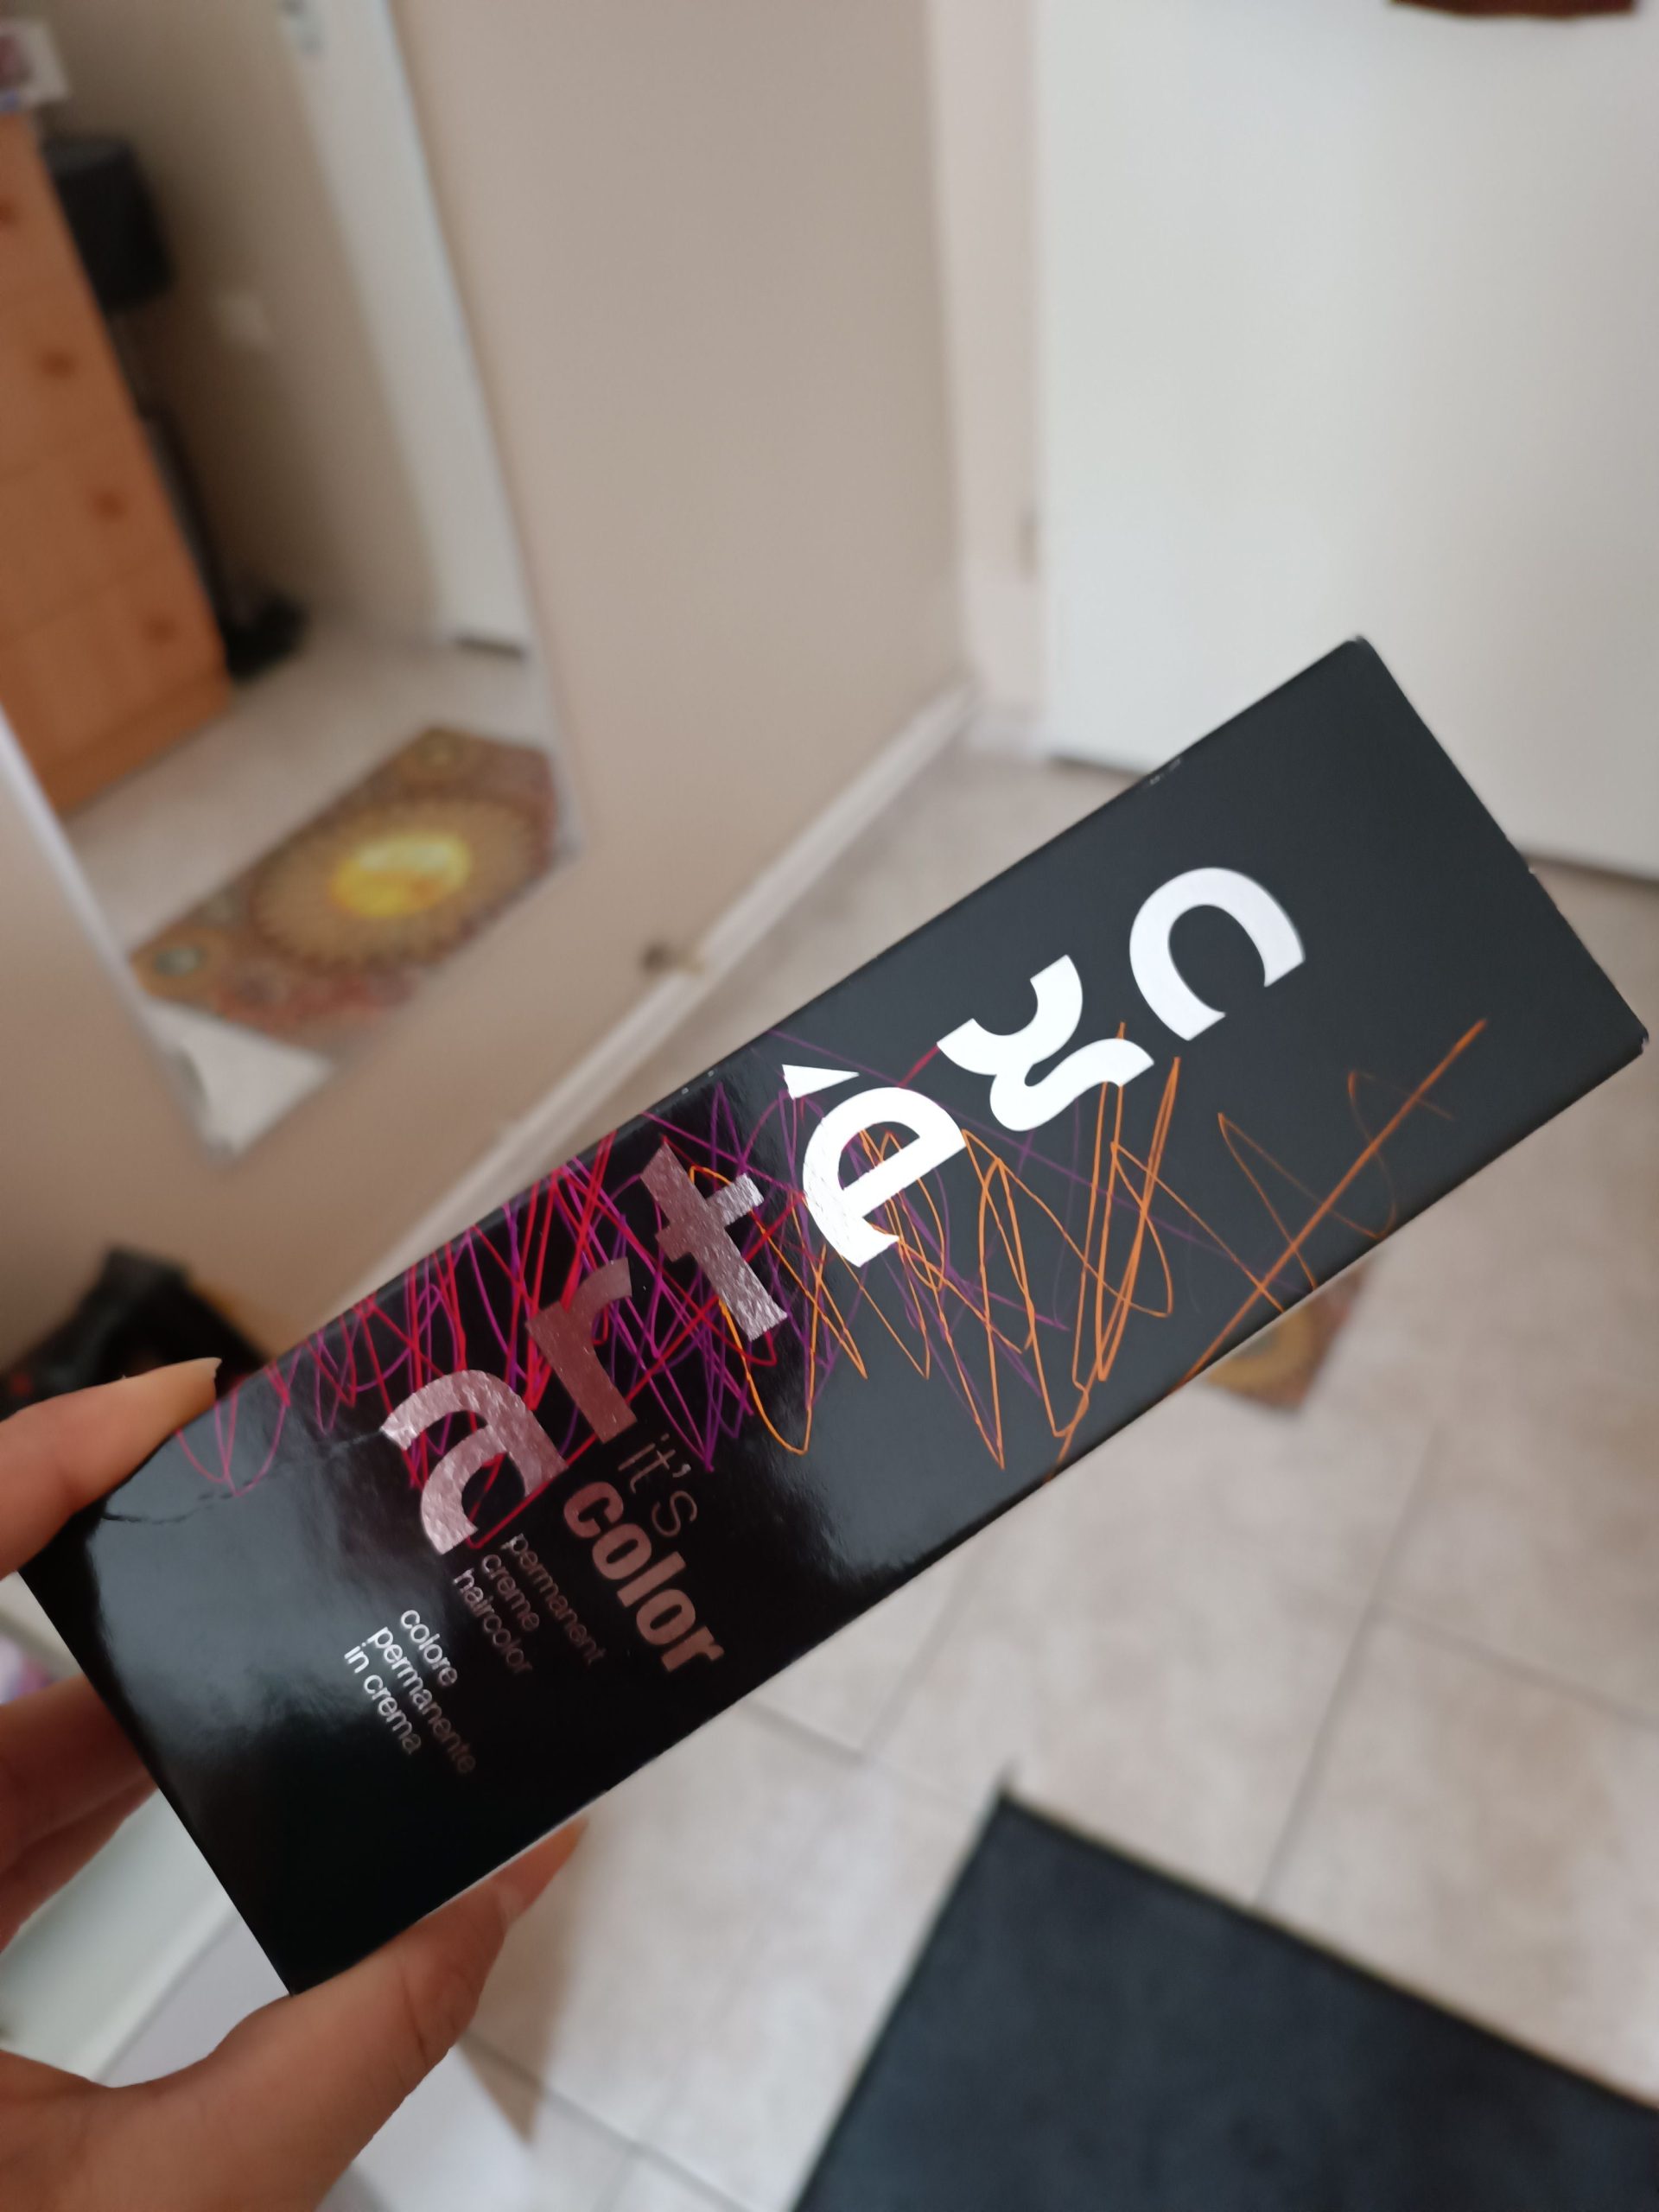 artègo
it's
color
permanent
creme
haircolor
colore
permanente
in crema